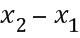 x₂ − x₁